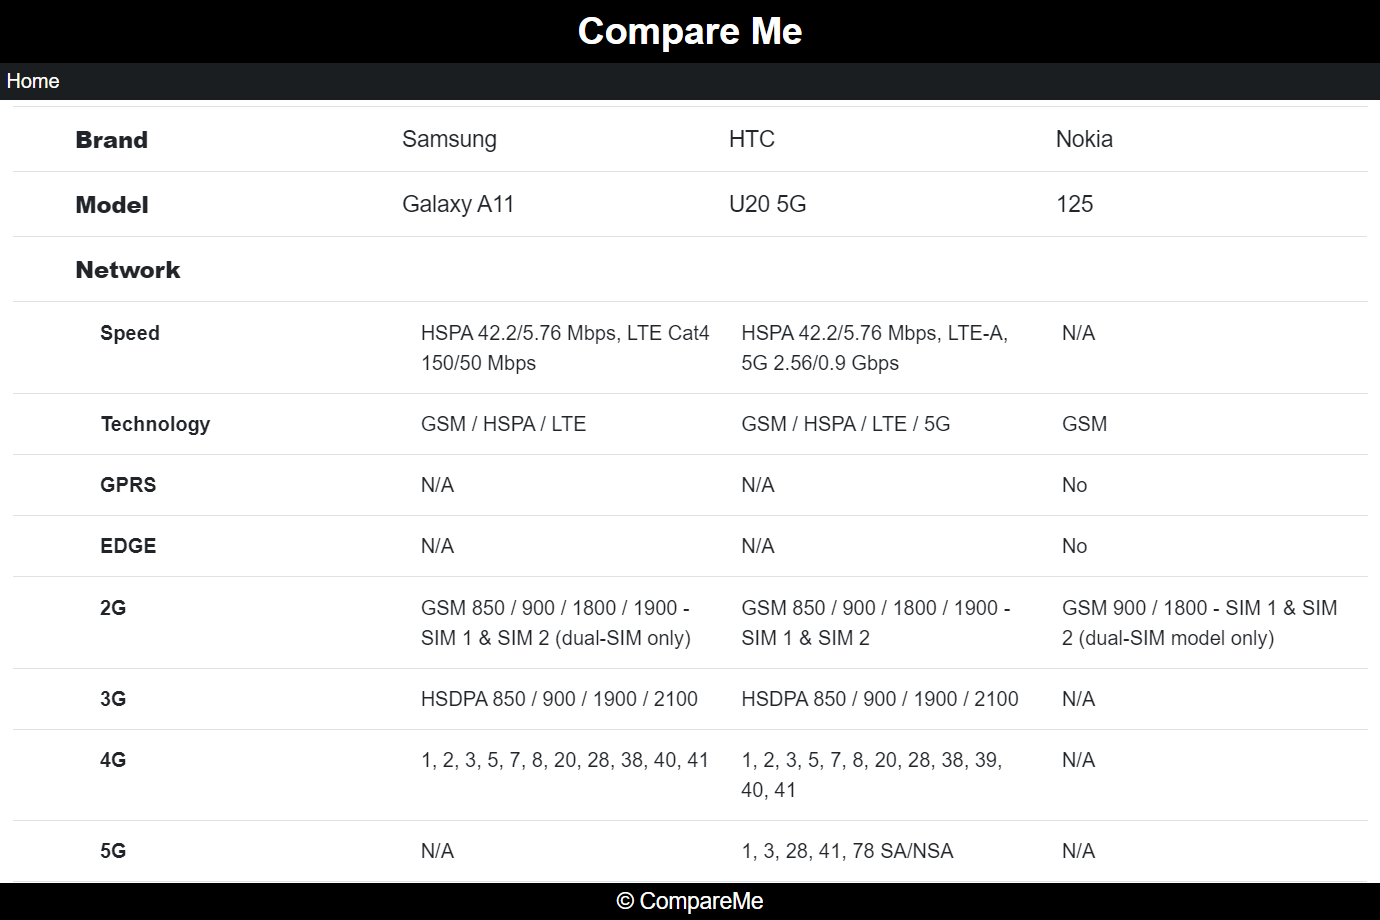 Compare Me
Home
Brand Samsung HTC Nokia
Model Galaxy A11 U20 5G 125
Network
Speed HSPA 42.2/5.76 Mbps, LTE Cat4 HSPA 42.2/5.76 Mbps, LTE-A, N/A
150/50 Mbps 5G 2.56/0.9 Gbps
Technology GSM / HSPA / LTE GSM / HSPA / LTE / 5G GSM
GPRS N/A N/A No
EDGE N/A N/A No
2G GSM 850 / 900 / 1800 / 1900 - GSM 850 / 900 / 1800 / 1900 - GSM 900 / 1800 - SIM 1 & SIM
SIM 1 & SIM 2 (dual-SIM only) SIM 1 & SIM 2 2 (dual-SIM model only)
3G HSDPA 850 / 900 / 1900 / 2100 HSDPA 850 / 900 / 1900 / 2100 N/A
4G 1, 2, 3, 5, 7, 8, 20, 28, 38, 40, 41 1, 2, 3, 5, 7, 8, 20, 28, 38, 39, N/A
40, 41
5G N/A 1, 3, 28, 41, 78 SA/NSA N/A
© CompareMe